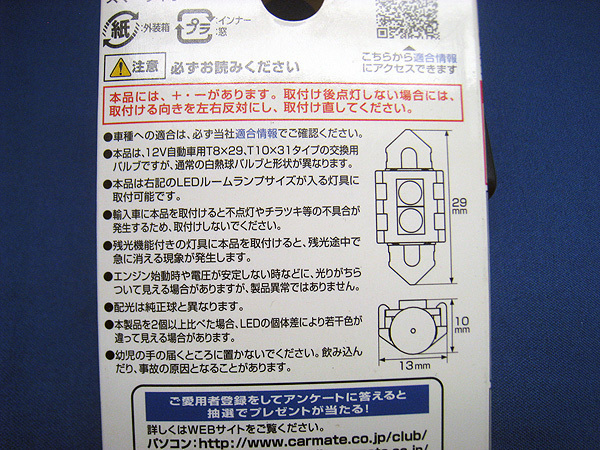 紙
:外装箱
プラ
:インナー
窓
こちらから適合情報
にアクセスできます
注意 必ずお読みください
本品には、+・−があります。取付け後点灯しない場合には、
取付ける向きを左右反対にし、取付け直してください。
●車種への適合は、必ず当社適合情報でご確認ください。
●本品は、12V自動車用T8×29、T10×31タイプの交換用
バルブですが、通常の白熱球バルブと形状が異なります。
●本品は右記のLEDルームランプサイズが入る灯具に
取付可能です。
●輸入車に本品を取付けると不点灯やチラツキ等の不具合が
発生するため、取付けしないでください。
●残光機能付きの灯具に本品を取付けると、残光途中で
急に消える現象が発生します。
●エンジン始動時や電圧が安定しない時などに、光りがちら
ついて見える場合がありますが、製品異常ではありません。
●配光は純正球と異なります。
●本製品を2個以上比べた場合、LEDの個体差により若干色が
違って見える場合があります。
●幼児の手の届くところに置かないでください。飲み込ん
だり、事故の原因となることがあります。
29
mm
10
mm
13mm
ご愛用者登録をしてアンケートに答えると
抽選でプレゼントが当たる!
詳しくはWEBサイトをご覧ください。
パソコン:http://www.carmate.co.jp/club/